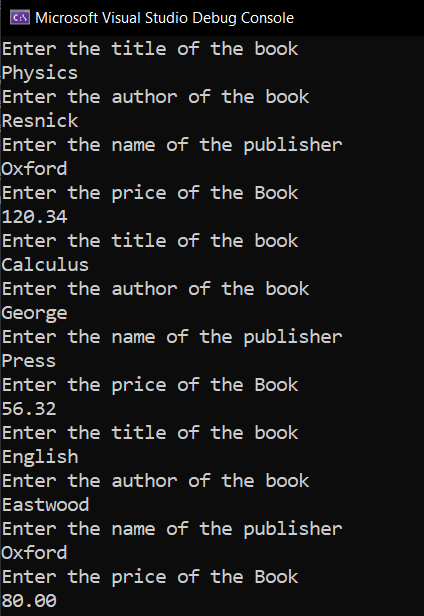 Microsoft Visual Studio Debug Console
Enter the title of the book
Physics
Enter the author of the book
Resnick
Enter the name of the publisher
Oxford
Enter the price of the Book
120.34
Enter the title of the book
Calculus
Enter the author of the book
George
Enter the name of the publisher
Press
Enter the price of the Book
56.32
Enter the title of the book
English
Enter the author of the book
Eastwood
Enter the name of the publisher
Oxford
Enter the price of the Book
80.00